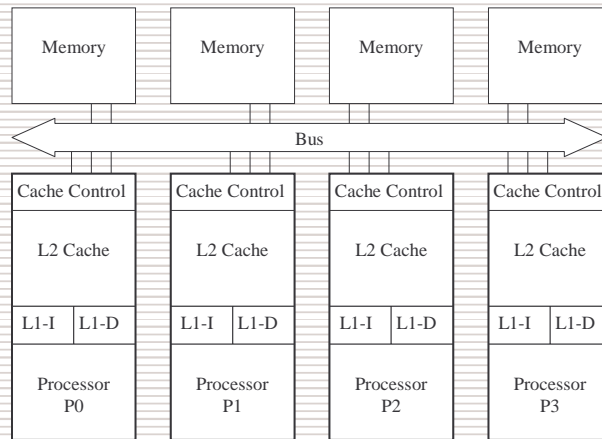 Memory Memory Memory Memory
Bus
Cache Control Cache Control Cache Control Cache Control
L2 Cache L2 Cache L2 Cache L2 Cache
L1-I L1-D L1-I L1-D L1-I L1-D L1-I L1-D
Processor Processor Processor Processor
P0 P1 P2 P3